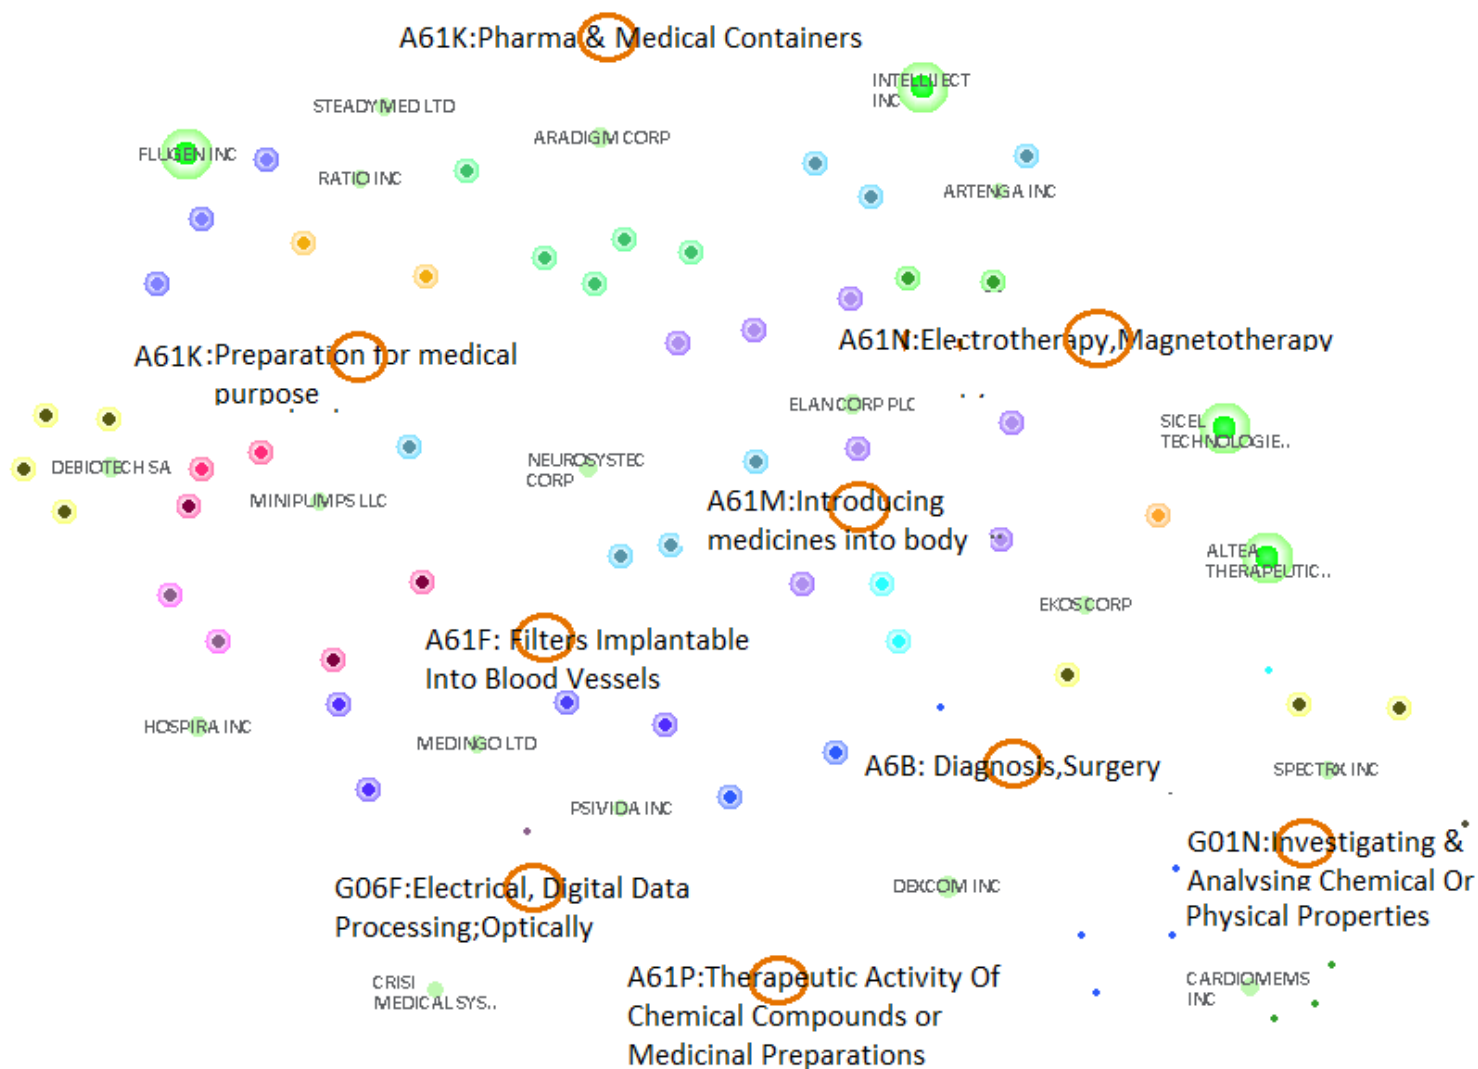 A61K:Pharma & Medical Containers
INTELLIJECT
INC
STEADYMED LTD
ARADIGM CORP
FLUGEN INC
RATIO INC
ARTENGA INC
A61N:Electrotherapy,Magnetotherapy
A61K:Preparation for medical
purpose
ELAN CORP PLC
SICEL
TECHNOLOGIE..
DEBIOTECH SA
NEUROSYSTEC
CORP
MINIPUMPS LLC
A61M:Introducing
medicines into body
ALTEA
THERAPEUTIC..
EKOS CORP
A61F: Filters Implantable
Into Blood Vessels
HOSPIRA INC
MEDINGO LTD
A6B: Diagnosis,Surgery
SPECTRX INC
PSIVIDA INC
G01N:Investigating &
Analysing Chemical Or
Physical Properties
G06F:Electrical, Digital Data
Processing;Optically
DEXCOM INC
CRISI
MEDICAL SYS..
A61P:Therapeutic Activity Of
Chemical Compounds or
Medicinal Preparations
CARDIOMEMS
INC